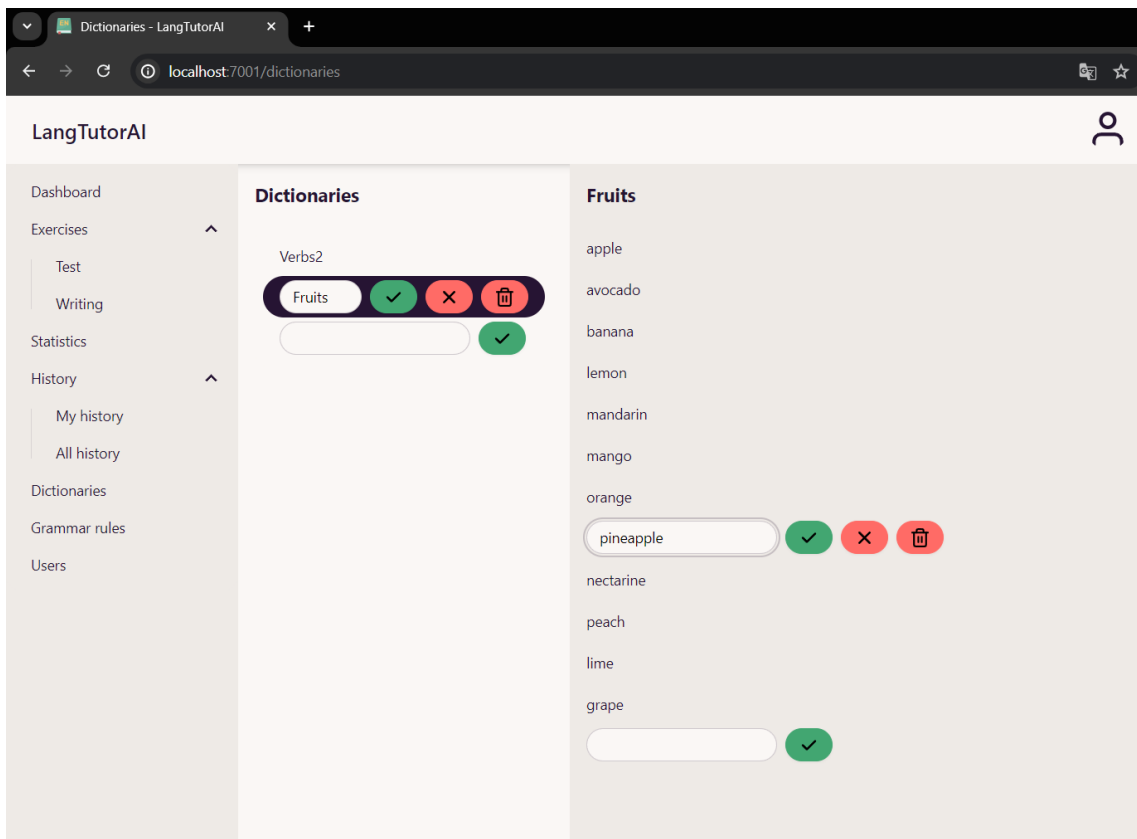 Dictionaries - LangTutorAI
localhost:7001/dictionaries
LangTutorAI
Dashboard
Exercises
Test
Writing
Statistics
History
My history
All history
Dictionaries
Grammar rules
Users
Dictionaries
Verbs2
Fruits
Fruits
apple
avocado
banana
lemon
mandarin
mango
orange
pineapple
nectarine
peach
lime
grape